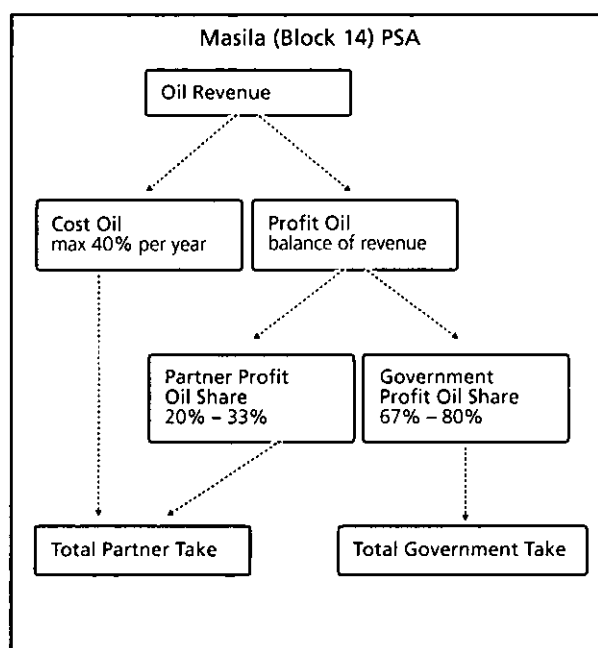 Masila (Block 14) PSA
Oil Revenue
Cost Oil
max 40% per year
Profit Oil
balance of revenue
Partner Profit
Oil Share
20% – 33%
Government
Profit Oil Share
67% – 80%
Total Partner Take
Total Government Take